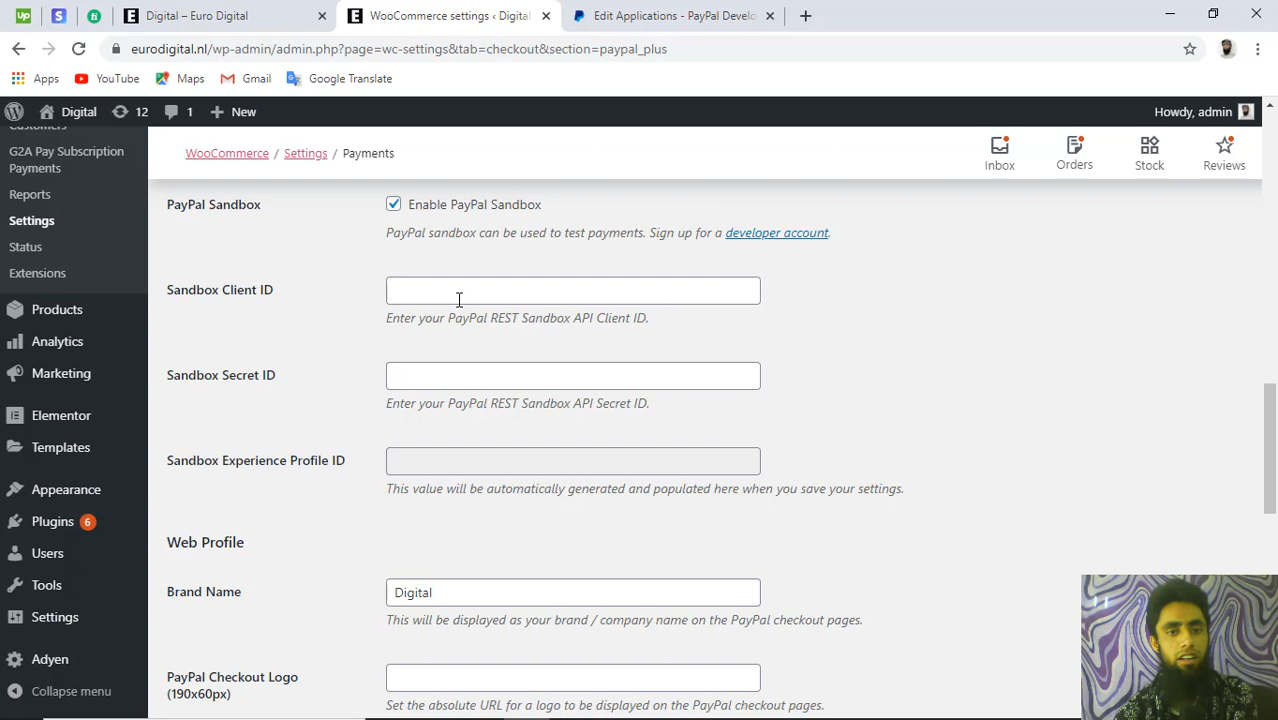 Digital – Euro Digital
WooCommerce settings ‹ Digital
Edit Applications - PayPal Develo
eurodigital.nl/wp-admin/admin.php?page=wc-settings&tab=checkout&section=paypal_plus
Apps YouTube Maps Gmail Google Translate
Digital 12 1 New Howdy, admin
Customers
G2A Pay Subscription
Payments
Reports
Settings
Status
Extensions
Products
Analytics
Marketing
Elementor
Templates
Appearance
Plugins 6
Users
Tools
Settings
Adyen
Collapse menu
WooCommerce / Settings / Payments
Inbox Orders Stock Reviews
PayPal Sandbox Enable PayPal Sandbox
PayPal sandbox can be used to test payments. Sign up for a developer account.
Sandbox Client ID
Enter your PayPal REST Sandbox API Client ID.
Sandbox Secret ID
Enter your PayPal REST Sandbox API Secret ID.
Sandbox Experience Profile ID
This value will be automatically generated and populated here when you save your settings.
Web Profile
Brand Name Digital
This will be displayed as your brand / company name on the PayPal checkout pages.
PayPal Checkout Logo
(190x60px)
Set the absolute URL for a logo to be displayed on the PayPal checkout pages.